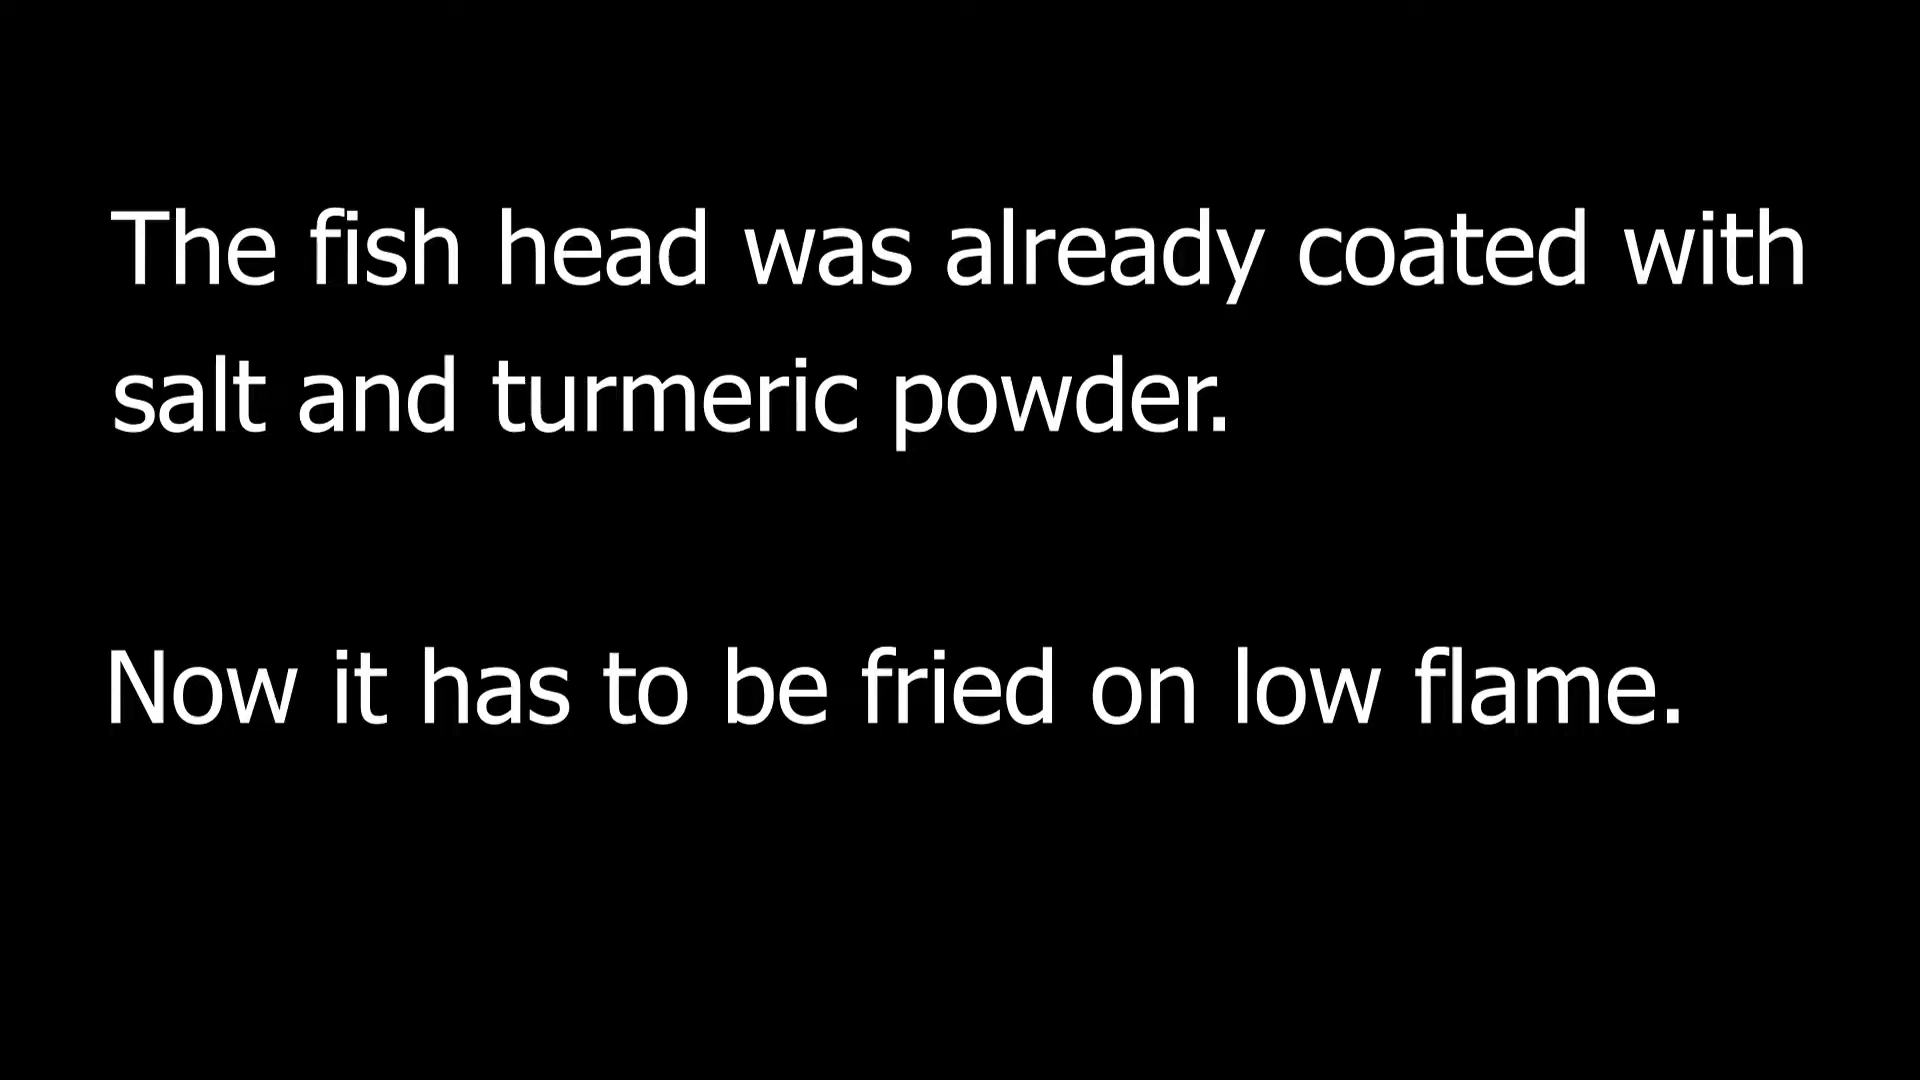 The fish head was already coated with
salt and turmeric powder.
Now it has to be fried on low flame.